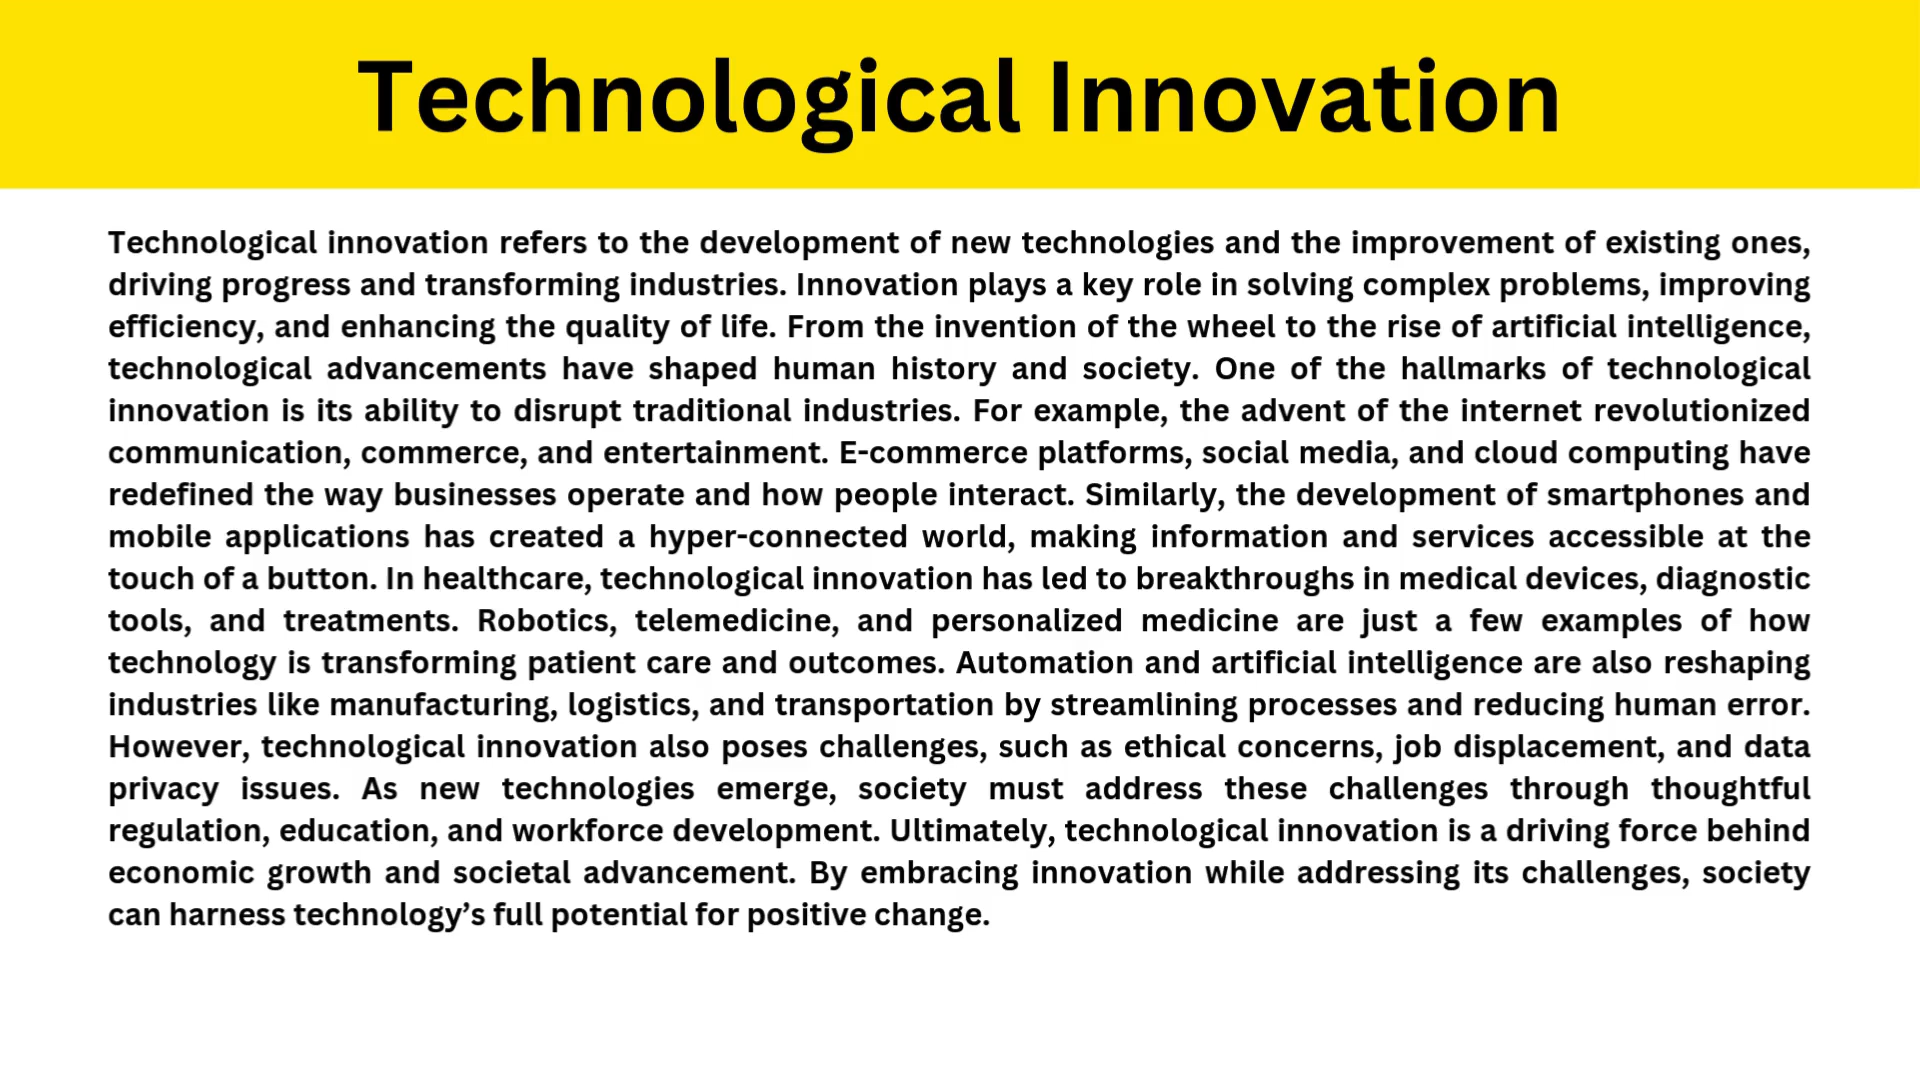 Technological Innovation
Technological innovation refers to the development of new technologies and the improvement of existing ones,
driving progress and transforming industries. Innovation plays a key role in solving complex problems, improving
efficiency, and enhancing the quality of life. From the invention of the wheel to the rise of artificial intelligence,
technological advancements have shaped human history and society. One of the hallmarks of technological
innovation is its ability to disrupt traditional industries. For example, the advent of the internet revolutionized
communication, commerce, and entertainment. E-commerce platforms, social media, and cloud computing have
redefined the way businesses operate and how people interact. Similarly, the development of smartphones and
mobile applications has created a hyper-connected world, making information and services accessible at the
touch of a button. In healthcare, technological innovation has led to breakthroughs in medical devices, diagnostic
tools, and treatments. Robotics, telemedicine, and personalized medicine are just a few examples of how
technology is transforming patient care and outcomes. Automation and artificial intelligence are also reshaping
industries like manufacturing, logistics, and transportation by streamlining processes and reducing human error.
However, technological innovation also poses challenges, such as ethical concerns, job displacement, and data
privacy issues. As new technologies emerge, society must address these challenges through thoughtful
regulation, education, and workforce development. Ultimately, technological innovation is a driving force behind
economic growth and societal advancement. By embracing innovation while addressing its challenges, society
can harness technology’s full potential for positive change.